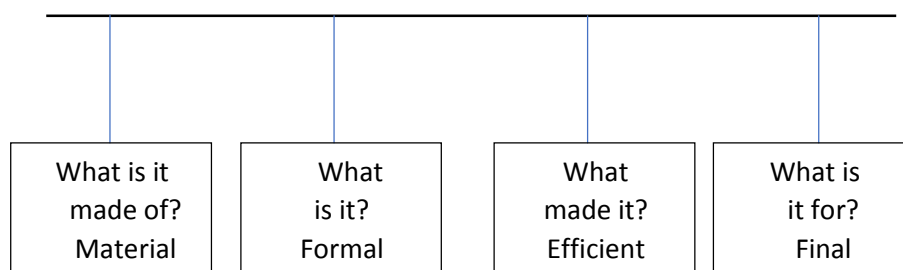 What is it
made of?
Material
What
is it?
Formal
What
made it?
Efficient
What is
it for?
Final